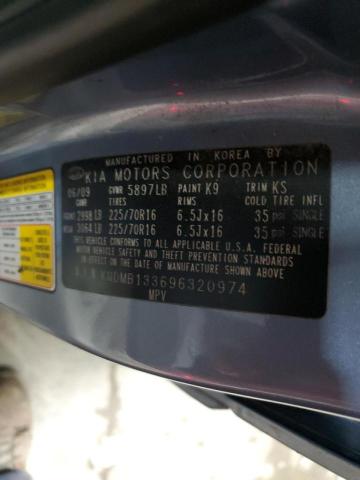 MANUFACTURED IN KOREA BY
KIA MOTORS CORPORATION
06/09 GVWR 5897LB PAINT K9 TRIM KS
TIRES RIMS COLD TIRE INFL
2998 LB 225/70R16 6.5Jx16 35 psi SINGLE
3064 LB 225/70R16 6.5Jx16 35 psi SINGLE
THIS VEHICLE CONFORMS TO ALL APPLICABLE U.S.A. FEDERAL
MOTOR VEHICLE SAFETY AND THEFT PREVENTION STANDARDS
IN EFFECT ON THE DATE OF MANUFACTURE SHOWN ABOVE.
V.I.N KNDMB133696320974
MPV